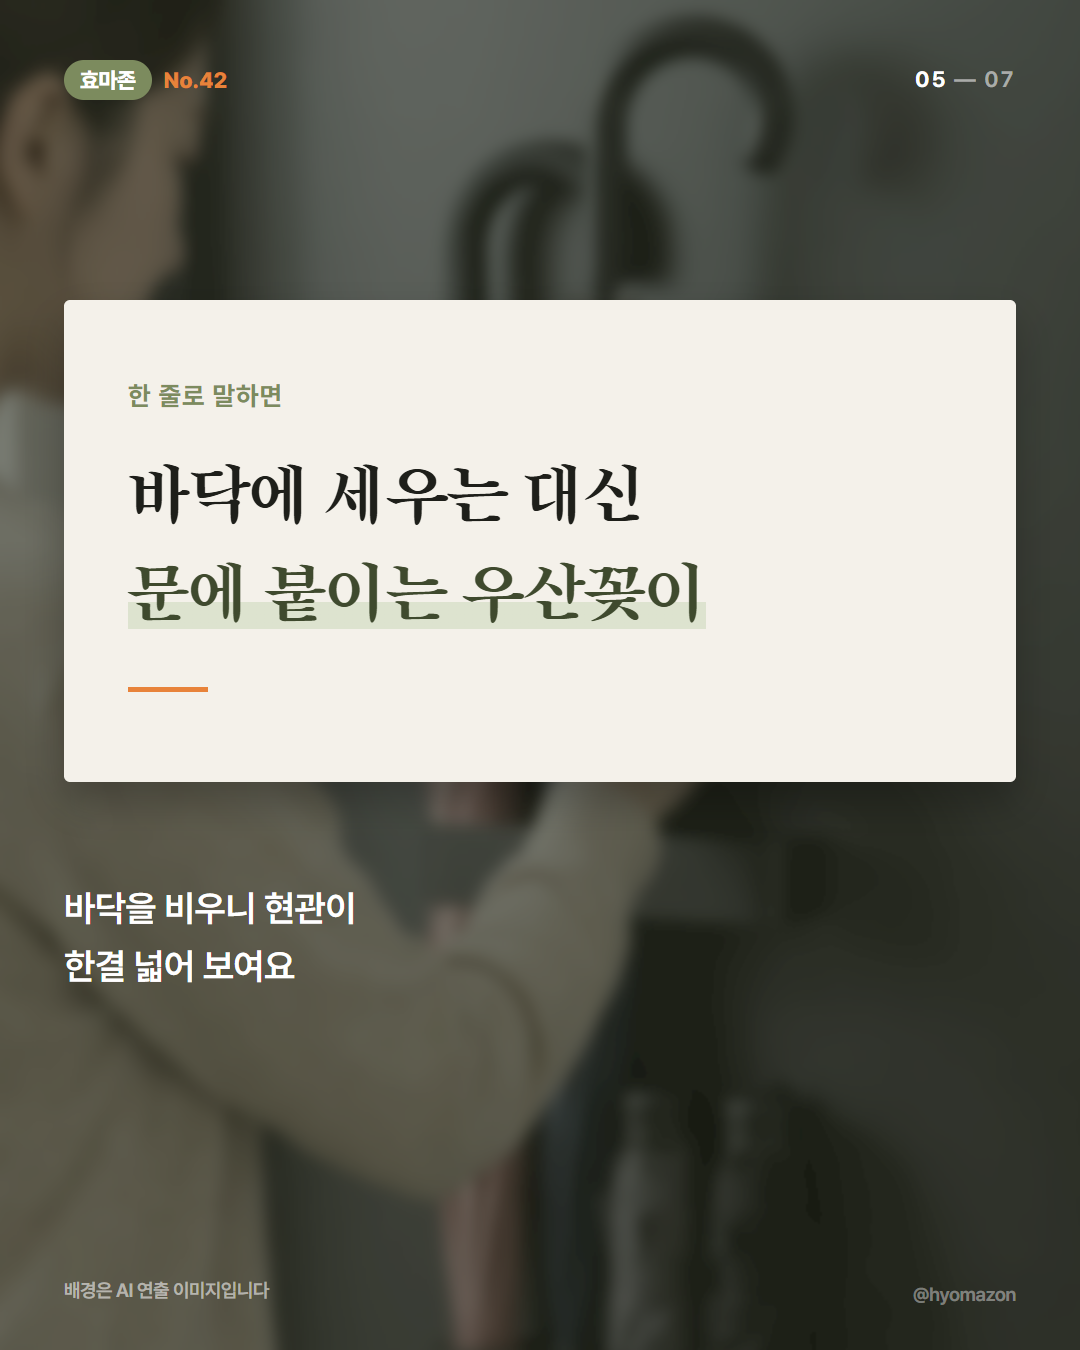 효마존 No.42
05 — 07
한 줄로 말하면
바닥에 세우는 대신
문에 붙이는 우산꽂이
바닥을 비우니 현관이
한결 넓어 보여요
배경은 AI 연출 이미지입니다
@hyomazon